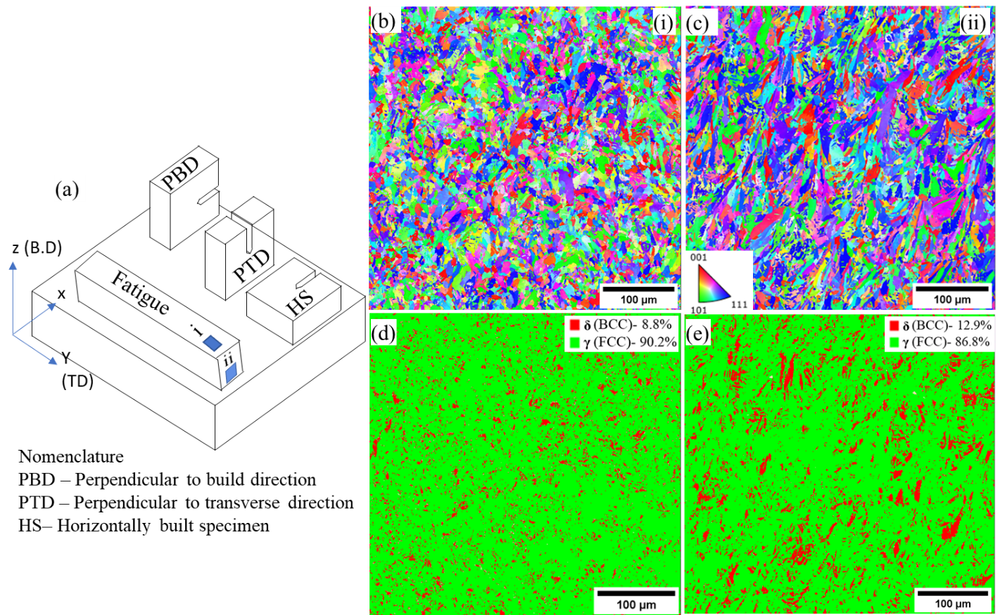 (a)
PBD
PTD
HS
Fatigue
i
ii
z (B.D)
x
Y
(TD)
Nomenclature
PBD – Perpendicular to build direction
PTD – Perpendicular to transverse direction
HS– Horizontally built specimen
(b)
(i)
100 µm
(c)
(ii)
001
101
111
100 µm
(d)
δ (BCC)- 8.8%
γ (FCC)- 90.2%
100 µm
(e)
δ (BCC)- 12.9%
γ (FCC)- 86.8%
100 µm